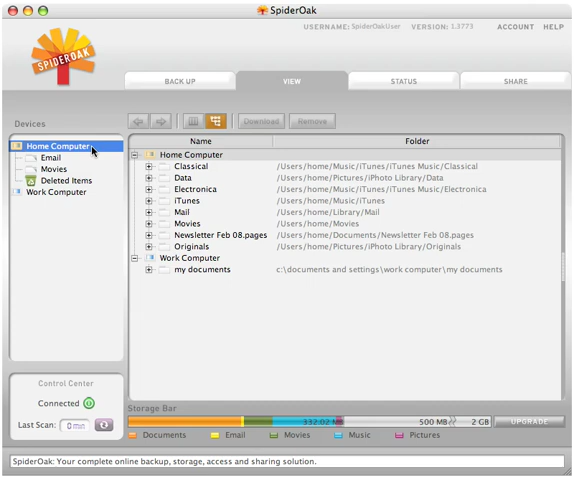 SpiderOak
USERNAME: SpiderOakUser VERSION: 1.3773 ACCOUNT HELP
SPIDEROAK
BACK UP VIEW STATUS SHARE
Devices
Download Remove
Name Folder
Home Computer
Email
Movies
Deleted Items
Work Computer
Home Computer
Classical /Users/home/Music/iTunes/iTunes Music/Classical
Data /Users/home/Pictures/iPhoto Library/Data
Electronica /Users/home/Music/iTunes/iTunes Music/Electronica
iTunes /Users/home/Music/iTunes
Mail /Users/home/Library/Mail
Movies /Users/home/Movies
Newsletter Feb 08.pages /Users/home/Documents/Newsletter Feb 08.pages
Originals /Users/home/Pictures/iPhoto Library/Originals
Work Computer
my documents c:\documents and settings\work computer\my documents
Control Center
Connected
Last Scan: 0 min
Storage Bar
332.02 M 500 MB 2 GB UPGRADE
Documents Email Movies Music Pictures
SpiderOak: Your complete online backup, storage, access and sharing solution.